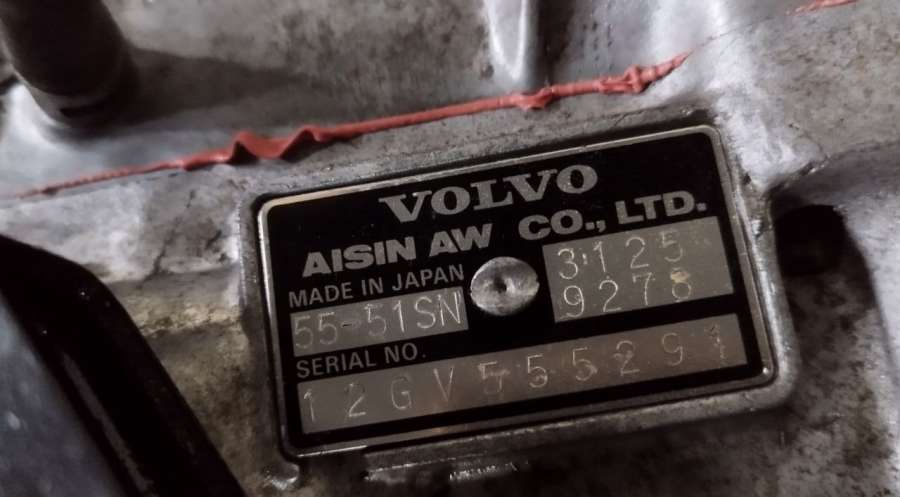 VOLVO
AISIN AW CO., LTD.
MADE IN JAPAN
3125
55-51SN
9278
SERIAL NO.
12GV555291